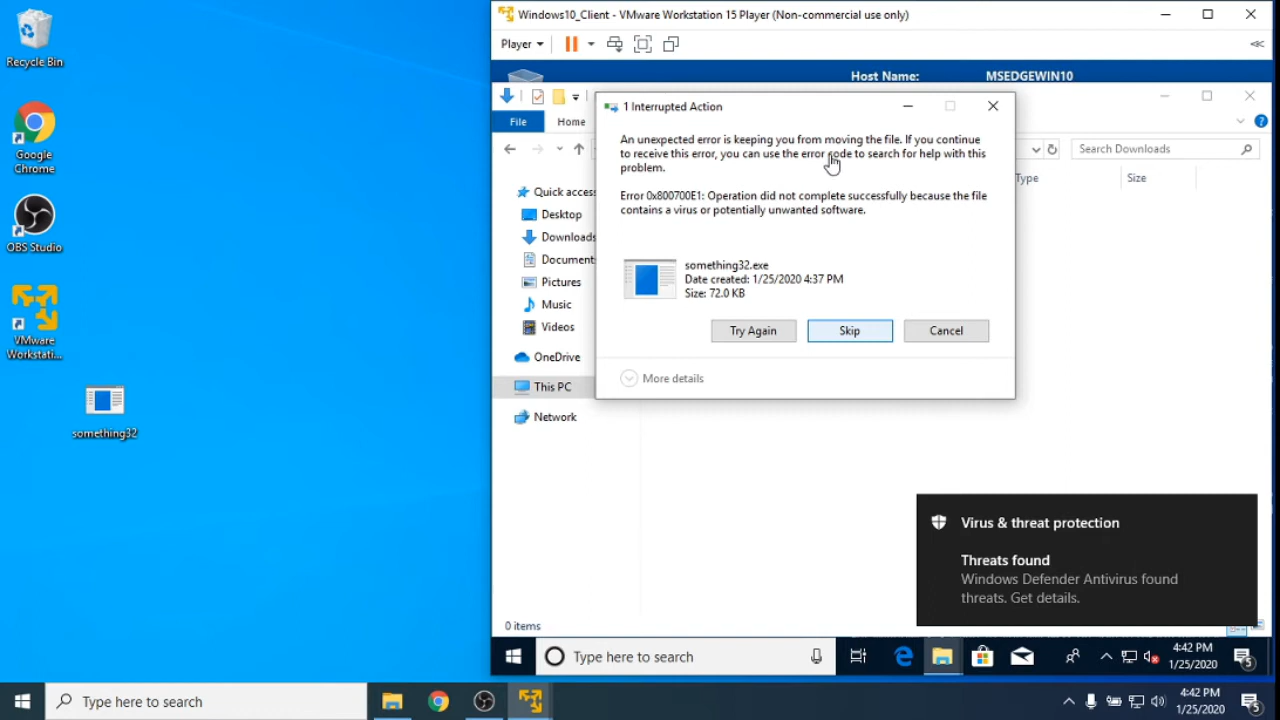 Recycle Bin
Google
Chrome
OBS Studio
VMware
Workstati...
something32
Windows10_Client - VMware Workstation 15 Player (Non-commercial use only)
Player
Host Name: MSEDGEWIN10
File
Home
Search Downloads
Type
Size
Quick access
Desktop
Downloads
Document
Pictures
Music
Videos
OneDrive
This PC
Network
0 items
1 Interrupted Action
An unexpected error is keeping you from moving the file. If you continue
to receive this error, you can use the error code to search for help with this
problem.
Error 0x800700E1: Operation did not complete successfully because the file
contains a virus or potentially unwanted software.
something32.exe
Date created: 1/25/2020 4:37 PM
Size: 72.0 KB
Try Again
Skip
Cancel
More details
Virus & threat protection
Threats found
Windows Defender Antivirus found
threats. Get details.
Type here to search
4:42 PM
1/25/2020
5
Type here to search
4:42 PM
1/25/2020
5